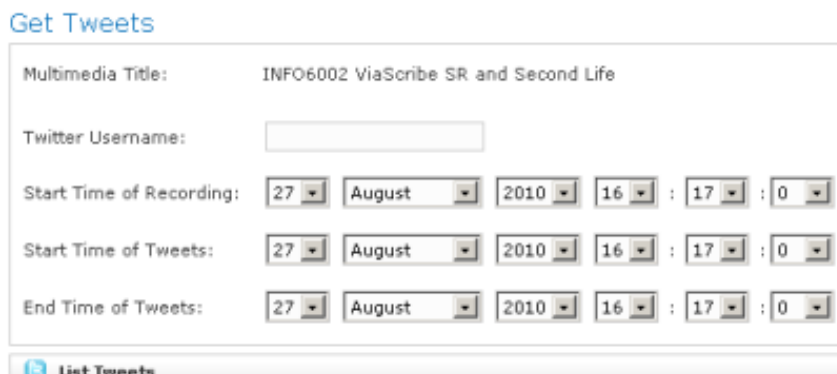 Get Tweets
Multimedia Title: INFO6002 ViaScribe SR and Second Life
Twitter Username:
Start Time of Recording: 27 August 2010 16 : 17 : 0
Start Time of Tweets: 27 August 2010 16 : 17 : 0
End Time of Tweets: 27 August 2010 16 : 17 : 0
List Tweets